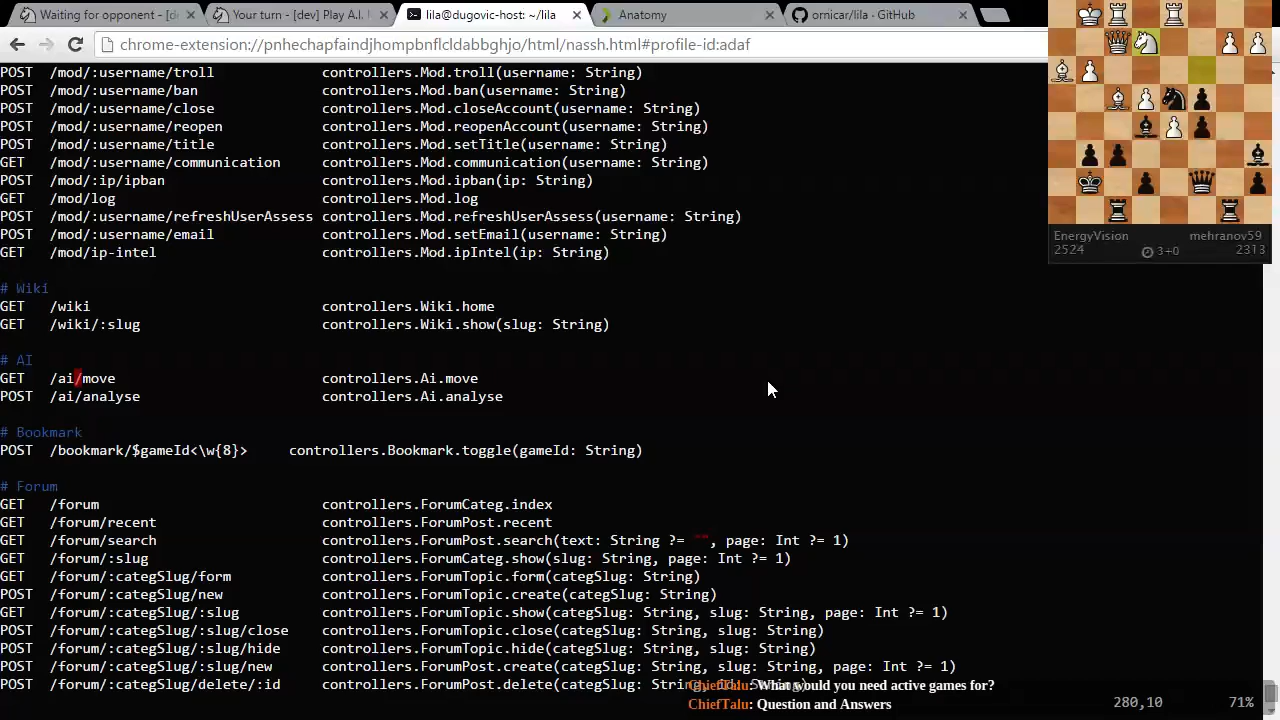 Waiting for opponent - [de
Your turn - [dev] Play A.I.
lila@dugovic-host: ~/lila
Anatomy
ornicar/lila - GitHub
chrome-extension://pnhechapfaindjhompbnflcldabbghjo/html/nassh.html#profile-id:adaf
POST /mod/:username/troll controllers.Mod.troll(username: String)
POST /mod/:username/ban controllers.Mod.ban(username: String)
POST /mod/:username/close controllers.Mod.closeAccount(username: String)
POST /mod/:username/reopen controllers.Mod.reopenAccount(username: String)
POST /mod/:username/title controllers.Mod.setTitle(username: String)
GET /mod/:username/communication controllers.Mod.communication(username: String)
POST /mod/:ip/ipban controllers.Mod.ipban(ip: String)
GET /mod/log controllers.Mod.log
POST /mod/:username/refreshUserAssess controllers.Mod.refreshUserAssess(username: String)
POST /mod/:username/email controllers.Mod.setEmail(username: String)
GET /mod/ip-intel controllers.Mod.ipIntel(ip: String)
# Wiki
GET /wiki controllers.Wiki.home
GET /wiki/:slug controllers.Wiki.show(slug: String)
# AI
GET /ai/move controllers.Ai.move
POST /ai/analyse controllers.Ai.analyse
# Bookmark
POST /bookmark/$gameId<\w{8}> controllers.Bookmark.toggle(gameId: String)
# Forum
GET /forum controllers.ForumCateg.index
GET /forum/recent controllers.ForumPost.recent
GET /forum/search controllers.ForumPost.search(text: String ?= "", page: Int ?= 1)
GET /forum/:slug controllers.ForumCateg.show(slug: String, page: Int ?= 1)
GET /forum/:categSlug/form controllers.ForumTopic.form(categSlug: String)
POST /forum/:categSlug/new controllers.ForumTopic.create(categSlug: String)
GET /forum/:categSlug/:slug controllers.ForumTopic.show(categSlug: String, slug: String, page: Int ?= 1)
POST /forum/:categSlug/:slug/close controllers.ForumTopic.close(categSlug: String, slug: String)
POST /forum/:categSlug/:slug/hide controllers.ForumTopic.hide(categSlug: String, slug: String)
POST /forum/:categSlug/:slug/new controllers.ForumPost.create(categSlug: String, slug: String, page: Int ?= 1)
POST /forum/:categSlug/delete/:id controllers.ForumPost.delete(categSlug:
ChiefTalu: What would you need active games for?
ChiefTalu: Question and Answers
280,10 71%
EnergyVision mehranov59
2524 3+0 2313